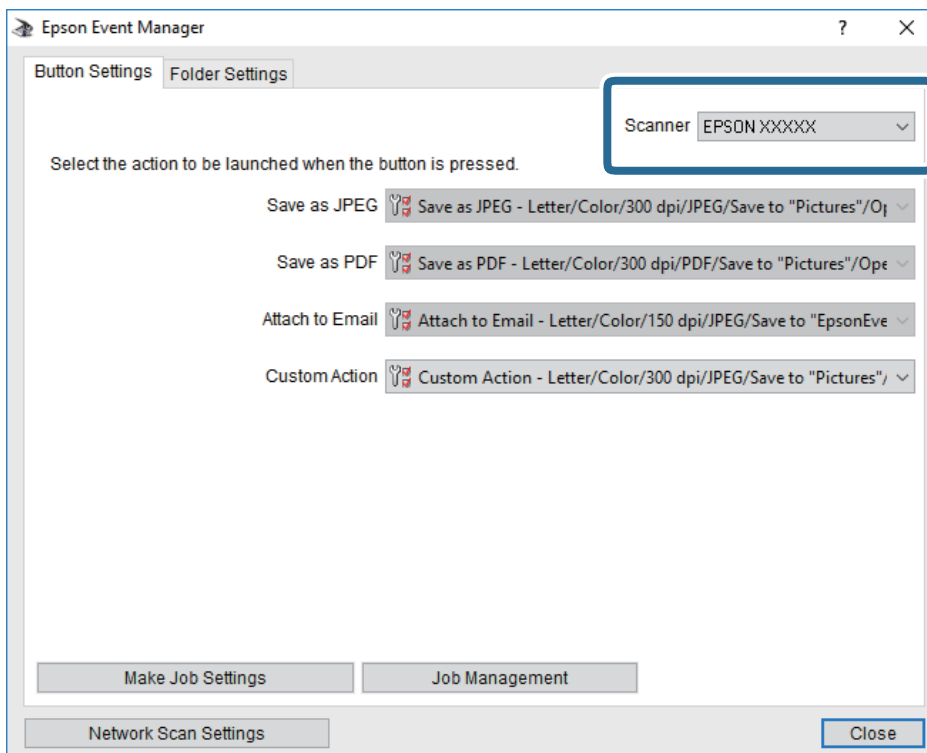 Epson Event Manager
Button Settings Folder Settings
Scanner EPSON XXXXX
Select the action to be launched when the button is pressed.
Save as JPEG Save as JPEG - Letter/Color/300 dpi/JPEG/Save to "Pictures"/Op
Save as PDF Save as PDF - Letter/Color/300 dpi/PDF/Save to "Pictures"/Ope
Attach to Email Attach to Email - Letter/Color/150 dpi/JPEG/Save to "EpsonEve
Custom Action Custom Action - Letter/Color/300 dpi/JPEG/Save to "Pictures"/
Make Job Settings Job Management
Network Scan Settings Close